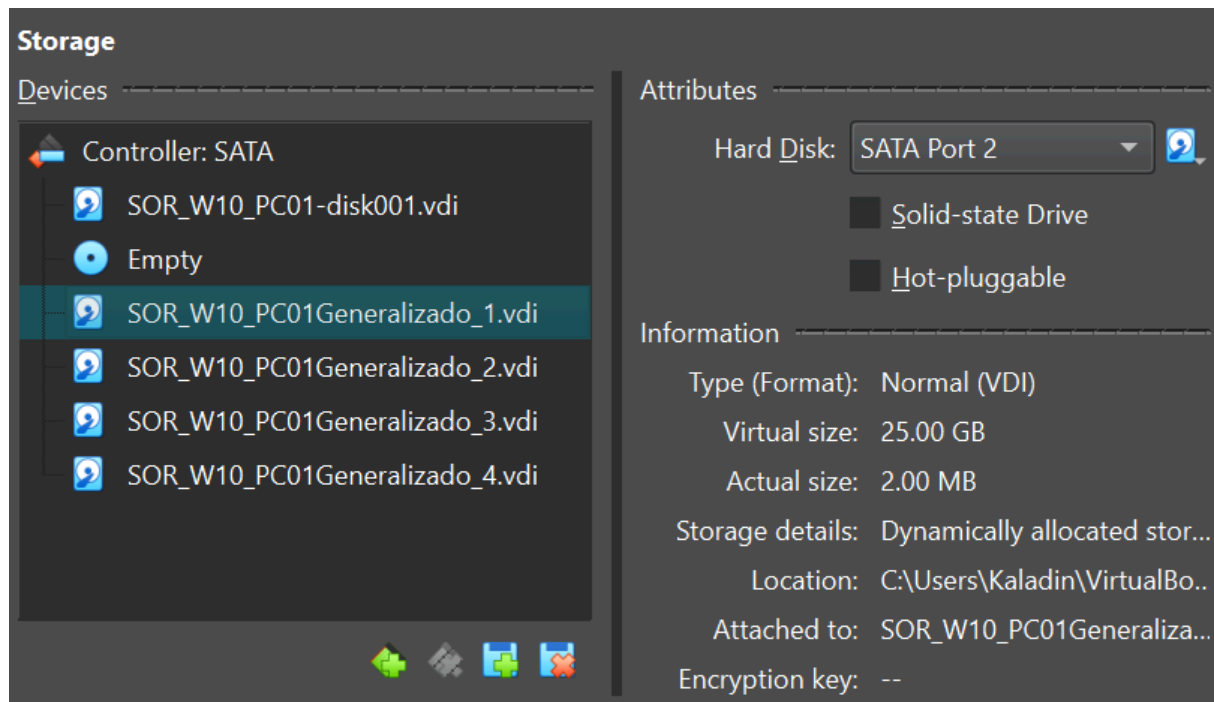 Storage
Devices
Controller: SATA
SOR_W10_PC01-disk001.vdi
Empty
SOR_W10_PC01Generalizado_1.vdi
SOR_W10_PC01Generalizado_2.vdi
SOR_W10_PC01Generalizado_3.vdi
SOR_W10_PC01Generalizado_4.vdi
Attributes
Hard Disk: SATA Port 2
Solid-state Drive
Hot-pluggable
Information
Type (Format): Normal (VDI)
Virtual size: 25.00 GB
Actual size: 2.00 MB
Storage details: Dynamically allocated stor...
Location: C:\Users\Kaladin\VirtualBo..
Attached to: SOR_W10_PC01Generaliza...
Encryption key: --